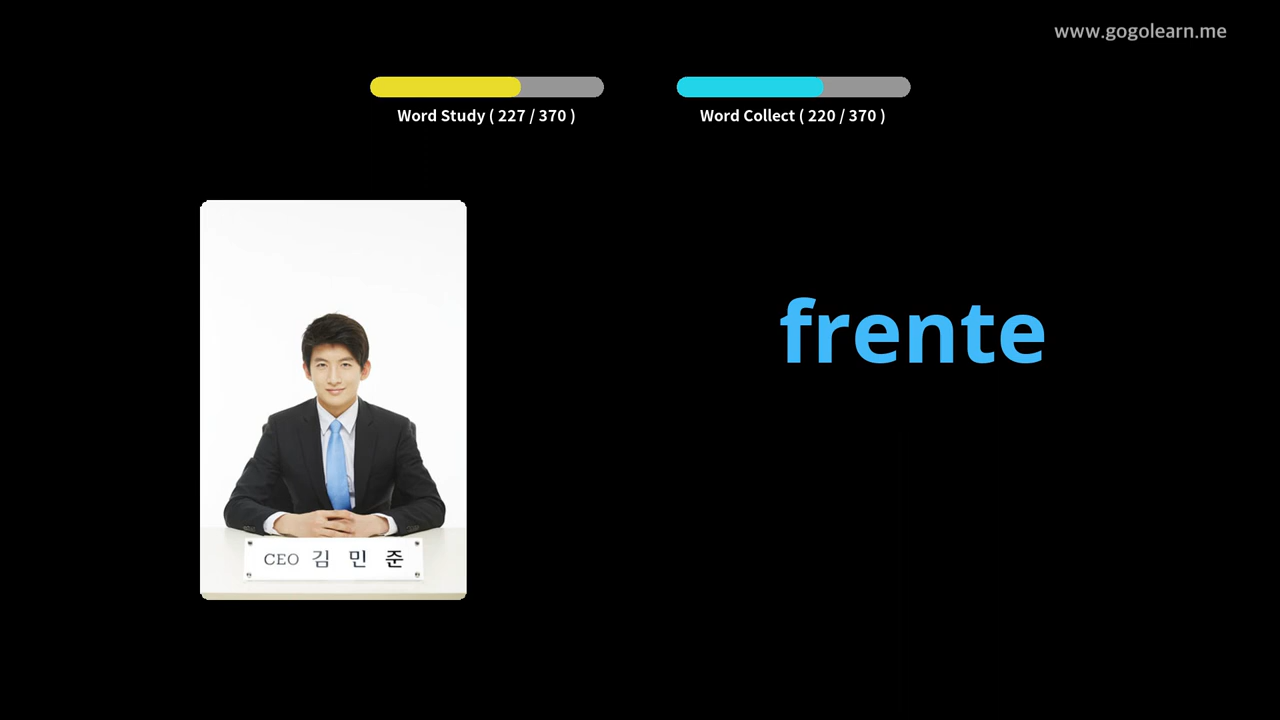 www.gogolearn.me
Word Study ( 227 / 370 )
Word Collect ( 220 / 370 )
frente
CEO 김 민 준